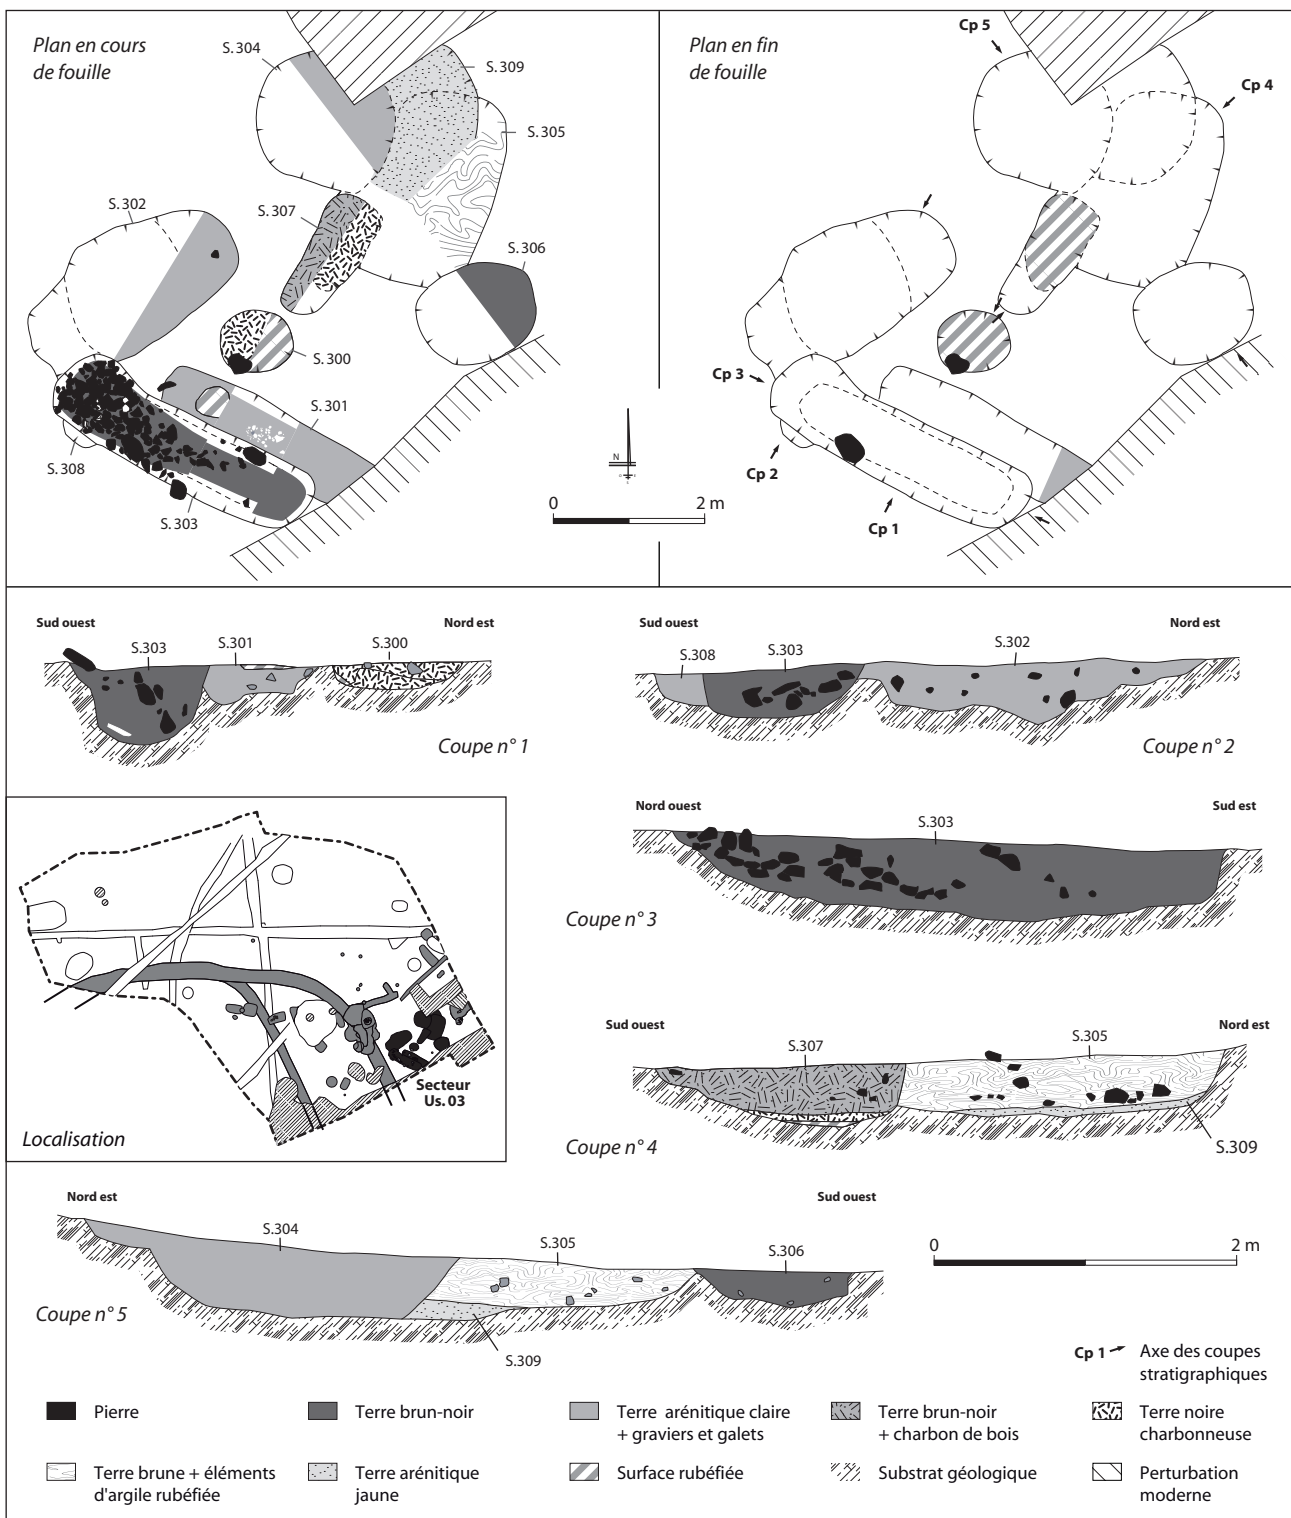 Plan en cours
de fouille
S.304
S.309
S.305
S.302
S.307
S.306
S.300
S.301
S.308
S.303
Plan en fin
de fouille
Cp 5
Cp 4
Cp 3
Cp 2
Cp 1
N
0 2 m
Sud ouest
S.303
S.301
S.300
Nord est
Coupe n° 1
Sud ouest
S.308
S.303
S.302
Nord est
Coupe n° 2
Nord ouest
S.303
Sud est
Coupe n° 3
Secteur
Us. 03
Localisation
Sud ouest
S.307
S.305
Nord est
S.309
Coupe n° 4
Nord est
S.304
S.305
S.306
Sud ouest
S.309
Coupe n° 5
0 2 m
Cp 1 Axe des coupes
stratigraphiques
Pierre
Terre brun-noir
Terre arénitique claire
+ graviers et galets
Terre brun-noir
+ charbon de bois
Terre noire
charbonneuse
Terre brune + éléments
d'argile rubéfiée
Terre arénitique
jaune
Surface rubéfiée
Substrat géologique
Perturbation
moderne